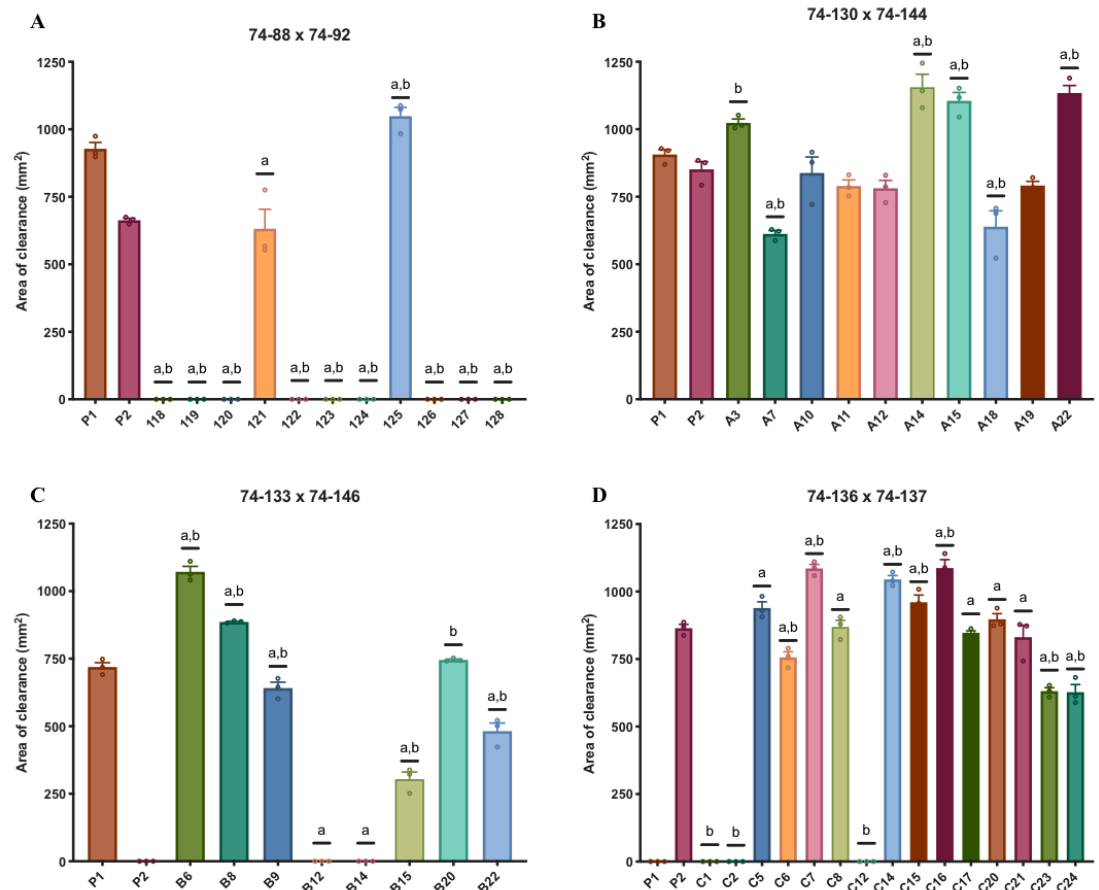 A
74-88 x 74-92
Area of clearance (mm²)
1250
1000
750
500
250
0
a,b a,b a,b a a,b a,b a,b a,b a,b a,b a,b
P1 P2 118 119 120 121 122 123 124 125 126 127 128
B
74-130 x 74-144
Area of clearance (mm²)
1250
1000
750
500
250
0
b a,b a,b a,b a,b a,b
P1 P2 A3 A7 A10 A11 A12 A14 A15 A18 A19 A22
C
74-133 x 74-146
Area of clearance (mm²)
1250
1000
750
500
250
0
a,b a,b a,b a a a,b b a,b
P1 P2 B6 B8 B9 B12 B14 B15 B20 B22
D
74-136 x 74-137
Area of clearance (mm²)
1250
1000
750
500
250
0
b b a a,b a,b a b a,b a,b a,b a a a a,b a,b
P1 P2 C1 C2 C5 C6 C7 C8 C12 C14 C15 C16 C17 C20 C21 C23 C24